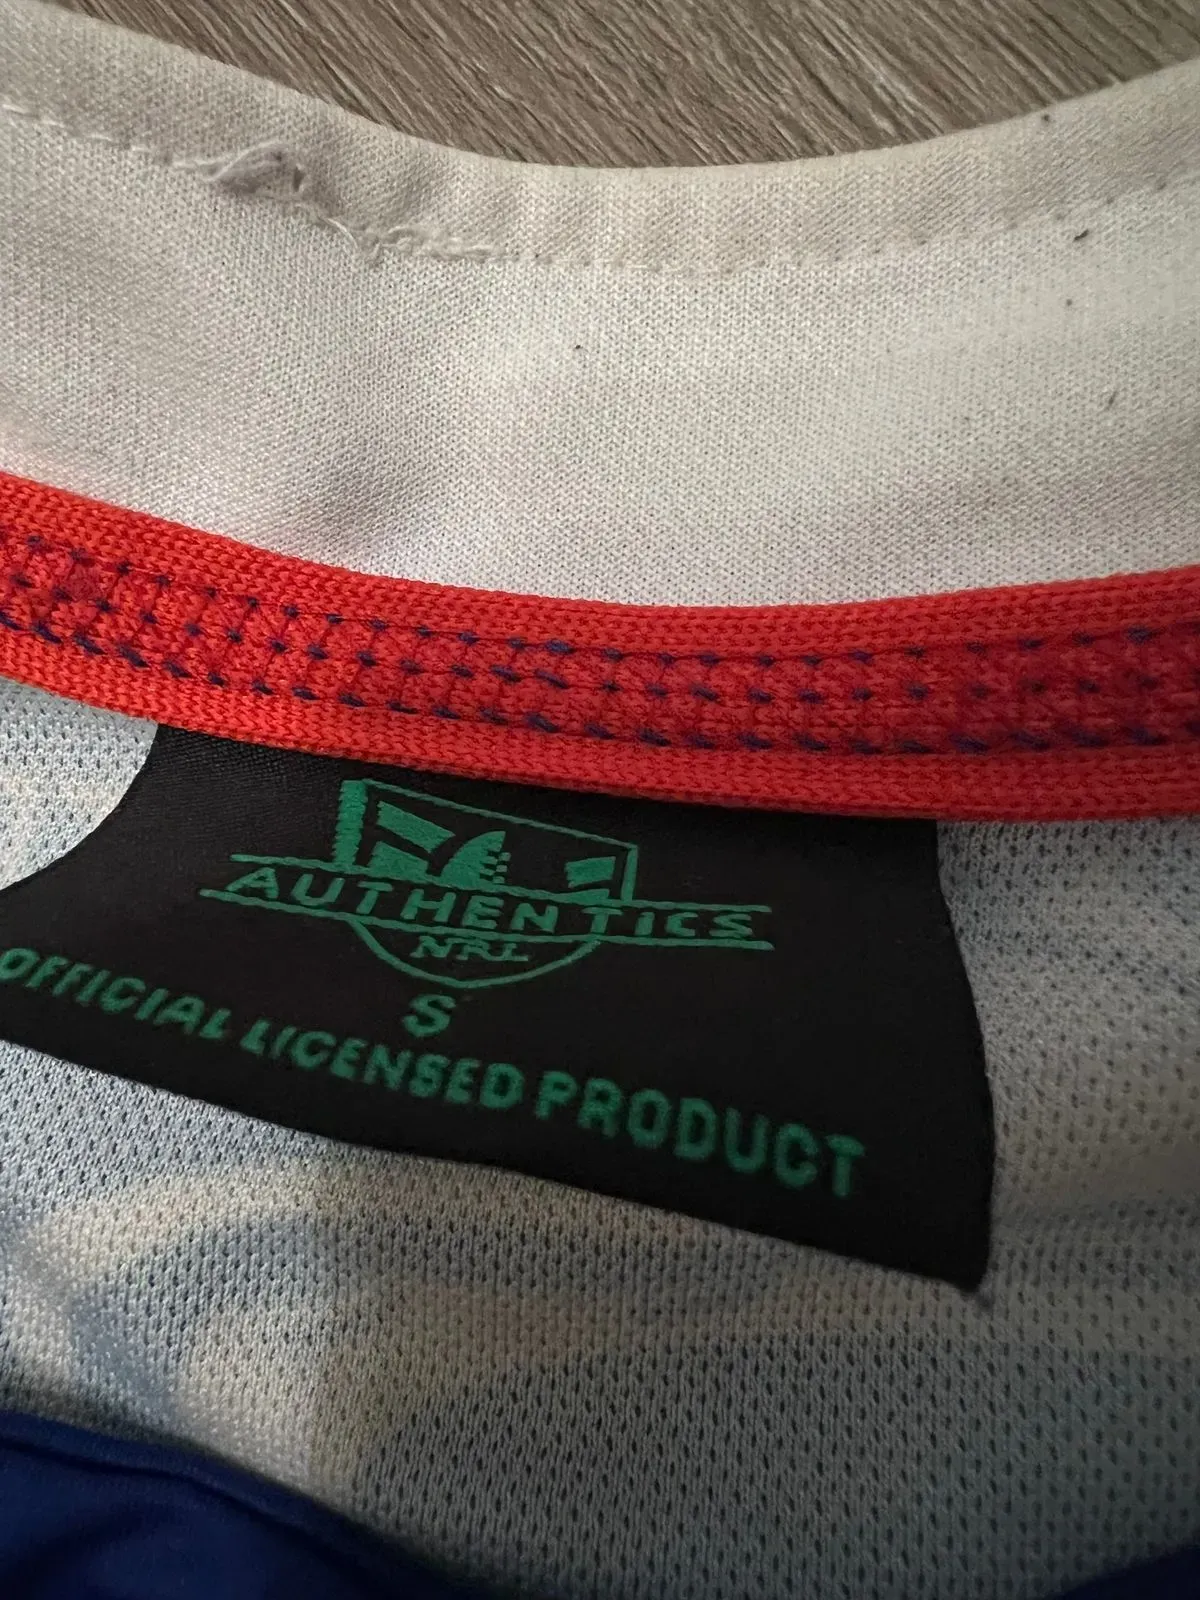 AUTHENTICS
NRL
S
OFFICIAL LICENSED PRODUCT